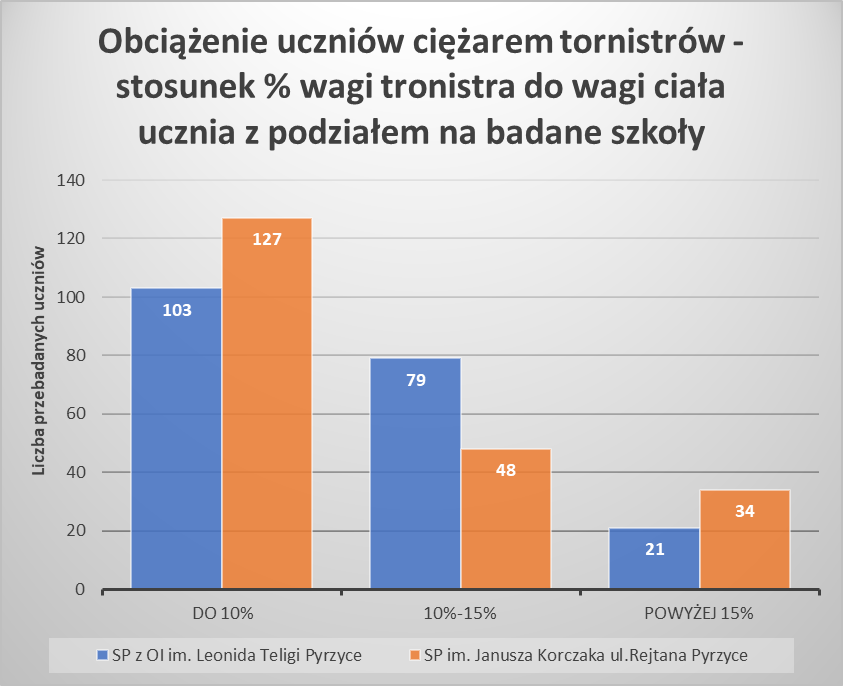 Obciążenie uczniów ciężarem tornistrów -
stosunek % wagi tronistra do wagi ciała
ucznia z podziałem na badane szkoły
Liczba przebadanych uczniów
140
120
100
80
60
40
20
0
103
127
79
48
21
34
DO 10%
10%-15%
POWYŻEJ 15%
SP z OI im. Leonida Teligi Pyrzyce
SP im. Janusza Korczaka ul.Rejtana Pyrzyce